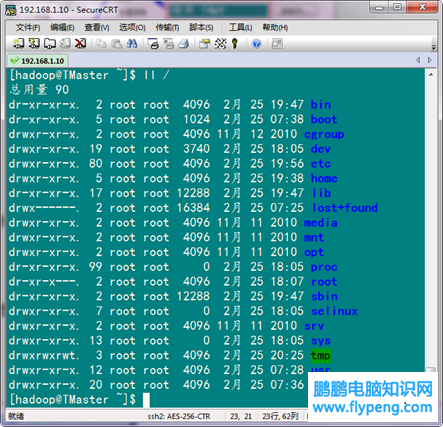 192.168.1.10 - SecureCRT
文件(F) 编辑(E) 查看(V) 选项(O) 传输(T) 脚本(S) 工具(L) 帮助(H)
192.168.1.10
[hadoop@TMaster ~]$ ll /
总用量 90
dr-xr-xr-x. 2 root root 4096 2月 25 19:47 bin
dr-xr-xr-x. 5 root root 1024 2月 25 07:38 boot
drwxr-xr-x. 2 root root 4096 11月 12 2010 cgroup
drwxr-xr-x. 19 root root 3740 2月 25 18:05 dev
drwxr-xr-x. 80 root root 4096 2月 25 19:56 etc
drwxr-xr-x. 5 root root 4096 2月 25 19:38 home
dr-xr-xr-x. 17 root root 12288 2月 25 19:47 lib
drwx------. 2 root root 16384 2月 25 07:25 lost+found
drwxr-xr-x. 2 root root 4096 11月 11 2010 media
drwxr-xr-x. 2 root root 4096 11月 11 2010 mnt
drwxr-xr-x. 2 root root 4096 11月 11 2010 opt
dr-xr-xr-x. 99 root root 0 2月 25 18:05 proc
dr-xr-x---. 2 root root 4096 2月 25 18:07 root
dr-xr-xr-x. 2 root root 12288 2月 25 19:47 sbin
drwxr-xr-x. 7 root root 0 2月 25 18:05 selinux
drwxr-xr-x. 2 root root 4096 11月 11 2010 srv
drwxr-xr-x. 13 root root 0 2月 25 18:05 sys
drwxrwxrwt. 3 root root 4096 2月 25 20:25 tmp
drwxr-xr-x. 12 root root 4096 2月 25 07:28 usr
drwxr-xr-x. 20 root root 4096 2月 25 07:36
[hadoop@TMaster ~]$
鹏鹏电脑知识网
www.flypeng.com
就绪 ssh2: AES-256-CTR 23, 21 23行, 62列